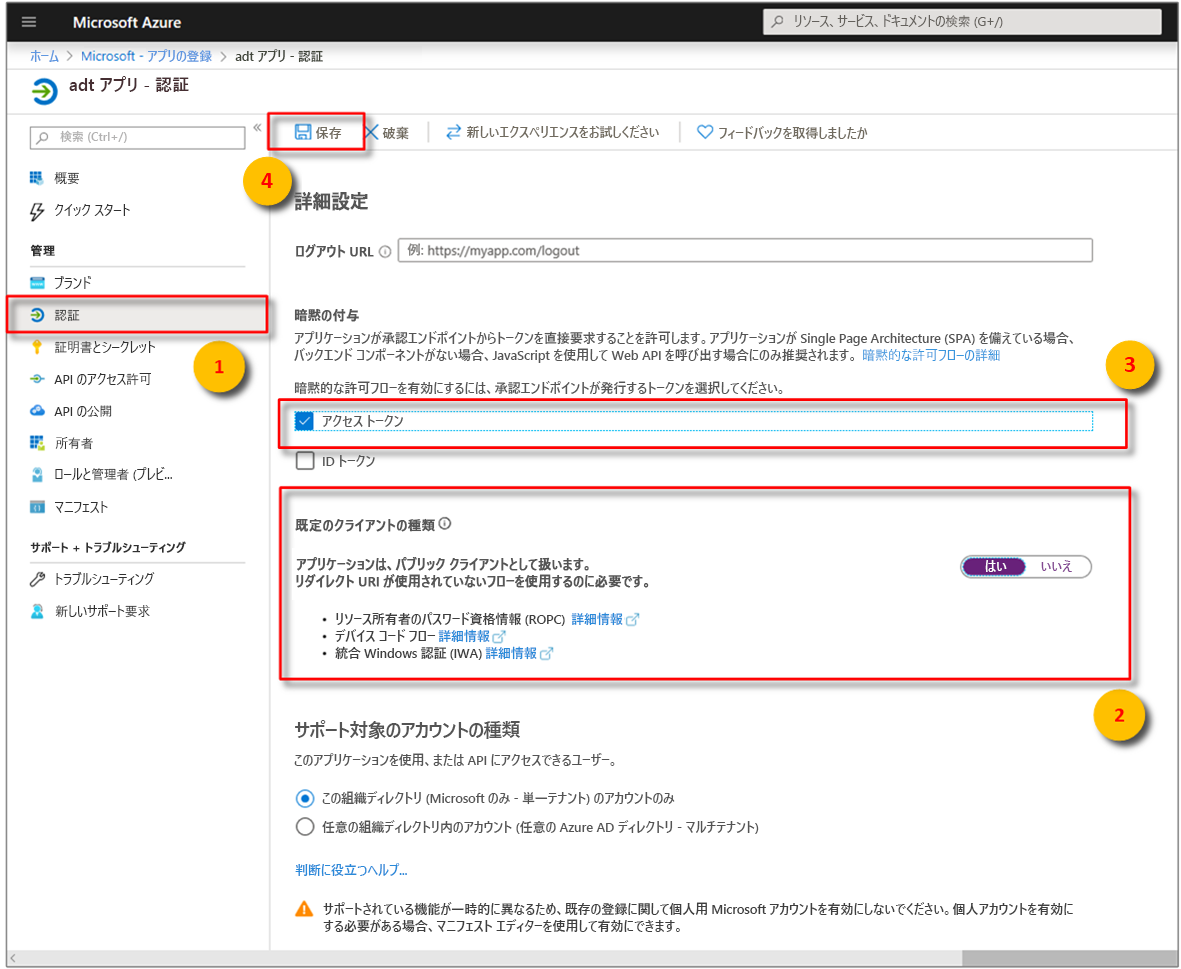 Microsoft Azure
リソース、サービス、ドキュメントの検索 (G+/)
ホーム > Microsoft - アプリの登録 > adt アプリ - 認証
adt アプリ - 認証
検索 (Ctrl+/)
«
保存
破棄
新しいエクスペリエンスをお試しください
フィードバックを取得しましたか
4
概要
クイック スタート
管理
ブランド
認証
証明書とシークレット
1
API のアクセス許可
API の公開
所有者
ロールと管理者 (プレビ...
マニフェスト
サポート + トラブルシューティング
トラブルシューティング
新しいサポート要求
詳細設定
ログアウト URL
例: https://myapp.com/logout
暗黙の付与
アプリケーションが承認エンドポイントからトークンを直接要求することを許可します。アプリケーションが Single Page Architecture (SPA) を備えている場合、
バックエンド コンポーネントがない場合、JavaScript を使用して Web API を呼び出す場合にのみ推奨されます。暗黙的な許可フローの詳細
3
暗黙的な許可フローを有効にするには、承認エンドポイントが発行するトークンを選択してください。
アクセス トークン
ID トークン
既定のクライアントの種類
アプリケーションは、パブリック クライアントとして扱います。
リダイレクト URI が使用されていないフローを使用するのに必要です。
はい
いいえ
• リソース所有者のパスワード資格情報 (ROPC) 詳細情報
• デバイス コード フロー 詳細情報
• 統合 Windows 認証 (IWA) 詳細情報
2
サポート対象のアカウントの種類
このアプリケーションを使用、または API にアクセスできるユーザー。
この組織ディレクトリ (Microsoft のみ - 単一テナント) のアカウントのみ
任意の組織ディレクトリ内のアカウント (任意の Azure AD ディレクトリ - マルチテナント)
判断に役立つヘルプ...
サポートされている機能が一時的に異なるため、既存の登録に関して個人用 Microsoft アカウントを有効にしないでください。個人アカウントを有効に
する必要がある場合、マニフェスト エディターを使用して有効にできます。